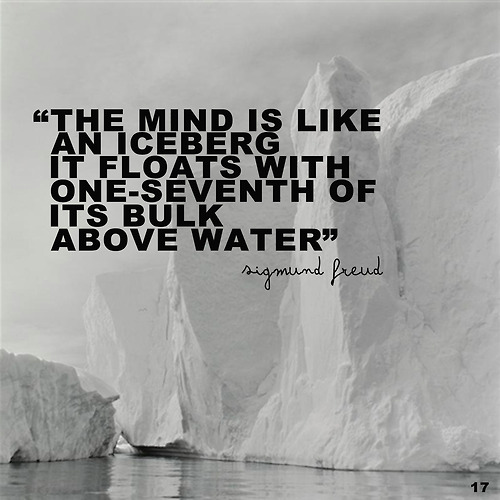 “THE MIND IS LIKE
AN ICEBERG
IT FLOATS WITH
ONE-SEVENTH OF
ITS BULK
ABOVE WATER”
sigmund freud
17